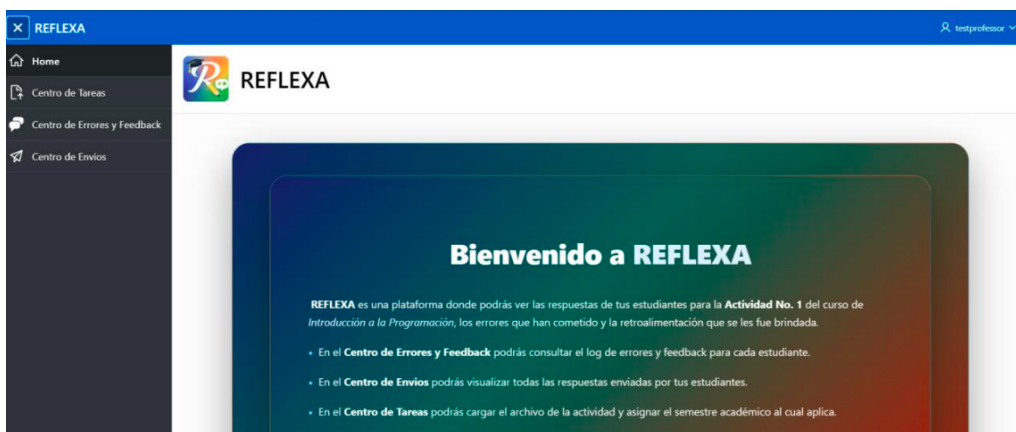 REFLEXA
testprofessor
Home
Centro de Tareas
Centro de Errores y Feedback
Centro de Envios
REFLEXA
Bienvenido a REFLEXA
REFLEXA es una plataforma donde podrás ver las respuestas de tus estudiantes para la Actividad No. 1 del curso de
Introducción a la Programación, los errores que han cometido y la retroalimentación que se les fue brindada.
• En el Centro de Errores y Feedback podrás consultar el log de errores y feedback para cada estudiante.
• En el Centro de Envios podrás visualizar todas las respuestas enviadas por tus estudiantes.
• En el Centro de Tareas podrás cargar el archivo de la actividad y asignar el semestre académico al cual aplica.